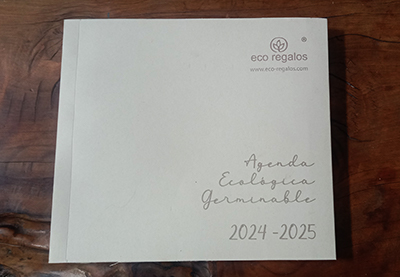 eco regalos ®
www.eco-regalos.com
Agenda
Ecológica
Germinable
2024 -2025